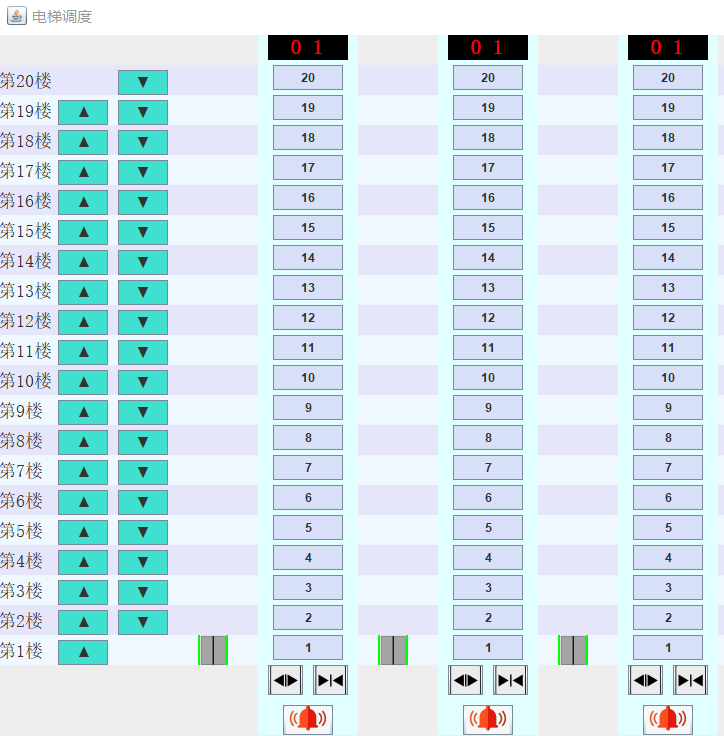 电梯调度
01 01 01
第20楼 ▼ 20 20 20
第19楼 ▲ ▼ 19 19 19
第18楼 ▲ ▼ 18 18 18
第17楼 ▲ ▼ 17 17 17
第16楼 ▲ ▼ 16 16 16
第15楼 ▲ ▼ 15 15 15
第14楼 ▲ ▼ 14 14 14
第13楼 ▲ ▼ 13 13 13
第12楼 ▲ ▼ 12 12 12
第11楼 ▲ ▼ 11 11 11
第10楼 ▲ ▼ 10 10 10
第9楼 ▲ ▼ 9 9 9
第8楼 ▲ ▼ 8 8 8
第7楼 ▲ ▼ 7 7 7
第6楼 ▲ ▼ 6 6 6
第5楼 ▲ ▼ 5 5 5
第4楼 ▲ ▼ 4 4 4
第3楼 ▲ ▼ 3 3 3
第2楼 ▲ ▼ 2 2 2
第1楼 ▲ 1 1 1